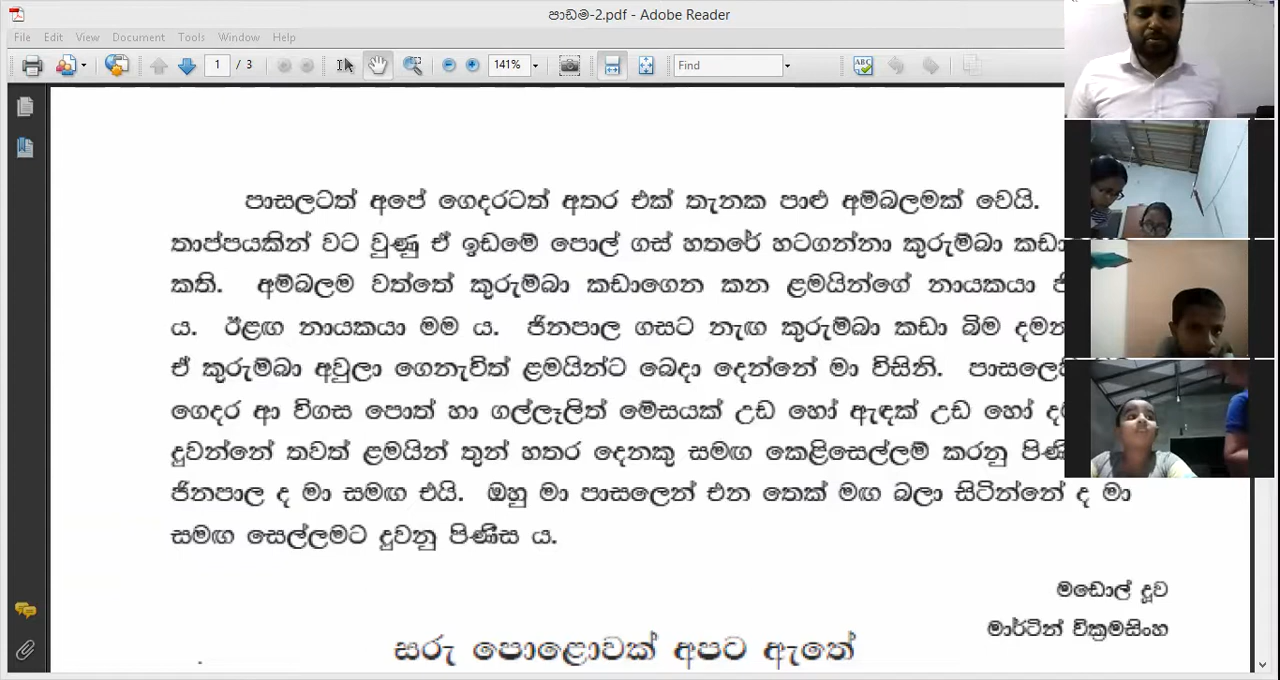 පාඩම-2.pdf - Adobe Reader
File Edit View Document Tools Window Help
1 / 3 141% Find
පාසලටත් අපේ ගෙදරටත් අතර එක් තැනක පාළු අම්බලමක් වෙයි.
තාප්පයකින් වට වුණු ඒ ඉඩමේ පොල් ගස් හතරේ හටගන්නා කුරුම්බා
කති. අම්බලම වත්තේ කුරුම්බා කඩාගෙන කන ළමයින්ගේ නායකයා
ය. ඊළඟ නායකයා මම ය. ජිනපාල ගසට නැඟ කුරුම්බා කඩා බිම
ඒ කුරුම්බා අවුලා ගෙනැවිත් ළමයින්ට බෙදා දෙන්නේ මා විසිනි.
ගෙදර ආ විගස පොත් හා ගල්ලෑලිත් මේසයක් උඩ හෝ ඇඳක් උඩ හෝ
දුවන්නේ තවත් ළමයින් තුන් හතර දෙනකු සමඟ කෙළිසෙල්ලම් කරනු
ජිනපාල ද මා සමඟ එයි. ඔහු මා පාසලෙන් එන තෙක් මඟ බලා සිටින්නේ ද මා
සමඟ සෙල්ලමට දුවනු පිණිස ය.
මඩොල් දූව
මාර්ටින් වික්‍රමසිංහ
සරු පොළොවක් අපට ඇතේ